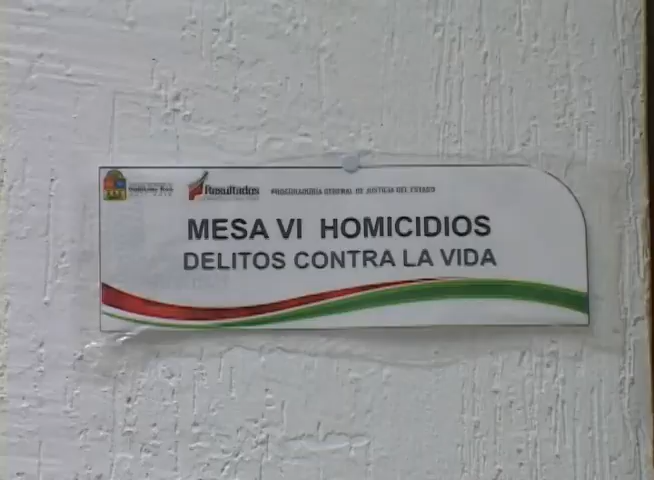 Resultados
PROCURADURIA GENERAL DE JUSTICIA DEL ESTADO
MESA VI HOMICIDIOS
DELITOS CONTRA LA VIDA